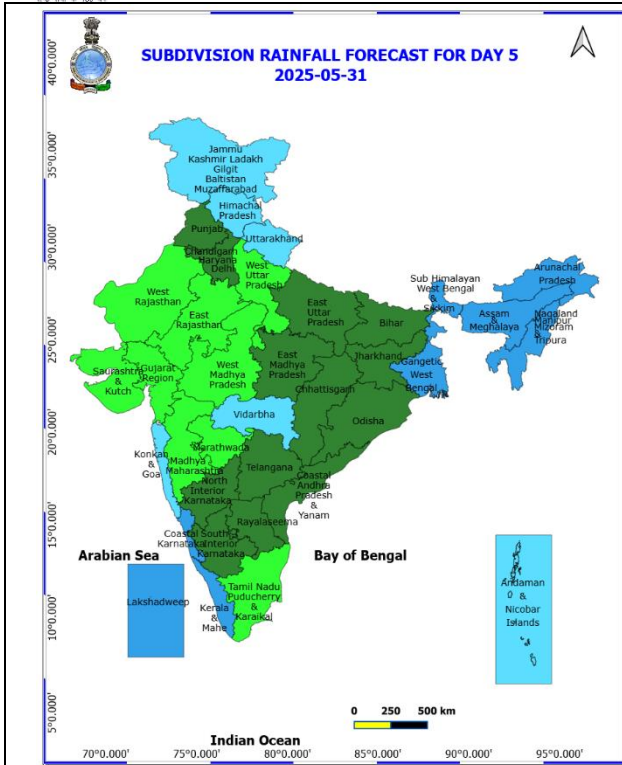 SUBDIVISION RAINFALL FORECAST FOR DAY 5
2025-05-31
40°0.000'
35°0.000'
30°0.000'
25°0.000'
20°0.000'
15°0.000'
10°0.000'
5°0.000'
Jammu
Kashmir Ladakh
Gilgit
Baltistan
Muzaffarabad
Himachal
Pradesh
Punjab
Uttarakhand
Chandigarh
Haryana
Delhi
West
Uttar
Pradesh
West
Rajasthan
East
Rajasthan
East
Uttar
Pradesh
Bihar
Sub Himalayan
West Bengal
&
Sikkim
Arunachal
Pradesh
Assam
&
Meghalaya
Nagaland
Manipur
Mizoram
&
Tripura
Saurashtra
&
Kutch
Gujarat
Region
West
Madhya
Pradesh
East
Madhya
Pradesh
Jharkhand
Gangetic
West
Bengal
Chhattisgarh
Vidarbha
Odisha
Konkan
&
Goa
Madhya
Maharashtra
Marathwada
Telangana
North
Interior
Karnataka
Coastal
Andhra
Pradesh
&
Yanam
Rayalaseema
Coastal
Karnataka
South
Interior
Karnataka
Arabian Sea
Bay of Bengal
Lakshadweep
Kerala
&
Mahe
Tamil Nadu
Puducherry
&
Karaikal
Andaman
&
Nicobar
Islands
0 250 500 km
Indian Ocean
70°0.000' 75°0.000' 80°0.000' 85°0.000' 90°0.000' 95°0.000'